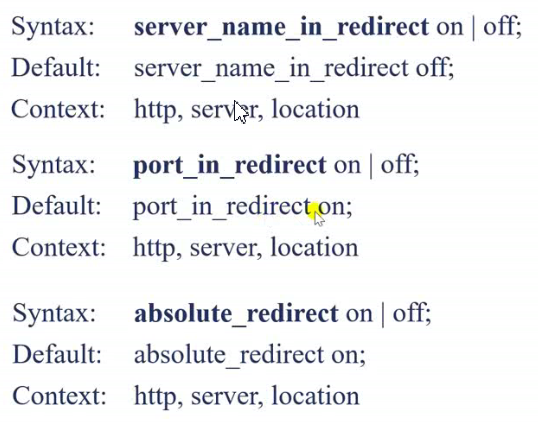 Syntax: server_name_in_redirect on | off;
Default: server_name_in_redirect off;
Context: http, server, location
Syntax: port_in_redirect on | off;
Default: port_in_redirect on;
Context: http, server, location
Syntax: absolute_redirect on | off;
Default: absolute_redirect on;
Context: http, server, location